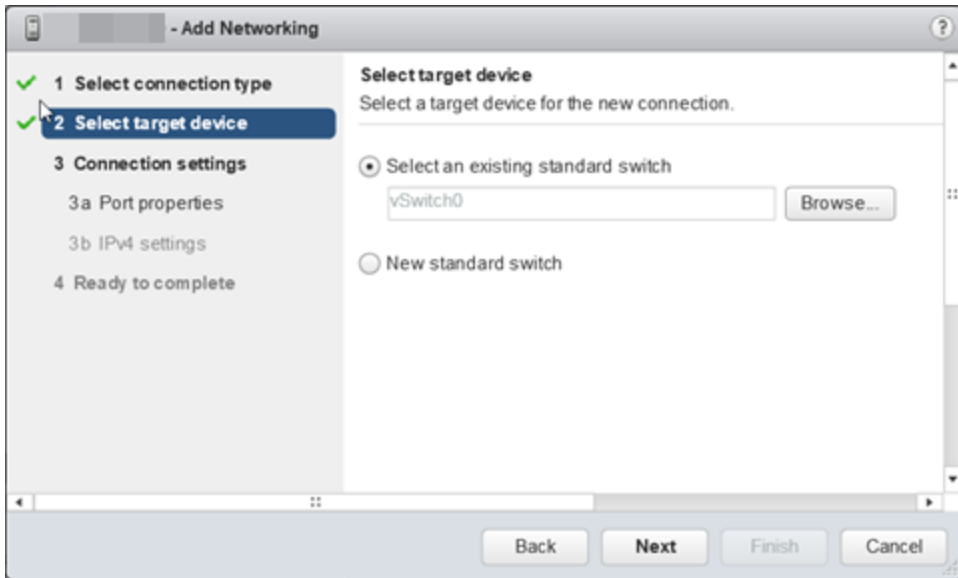 - Add Networking
?
1 Select connection type
2 Select target device
3 Connection settings
3a Port properties
3b IPv4 settings
4 Ready to complete
Select target device
Select a target device for the new connection.
Select an existing standard switch
vSwitch0
Browse...
New standard switch
Back
Next
Finish
Cancel